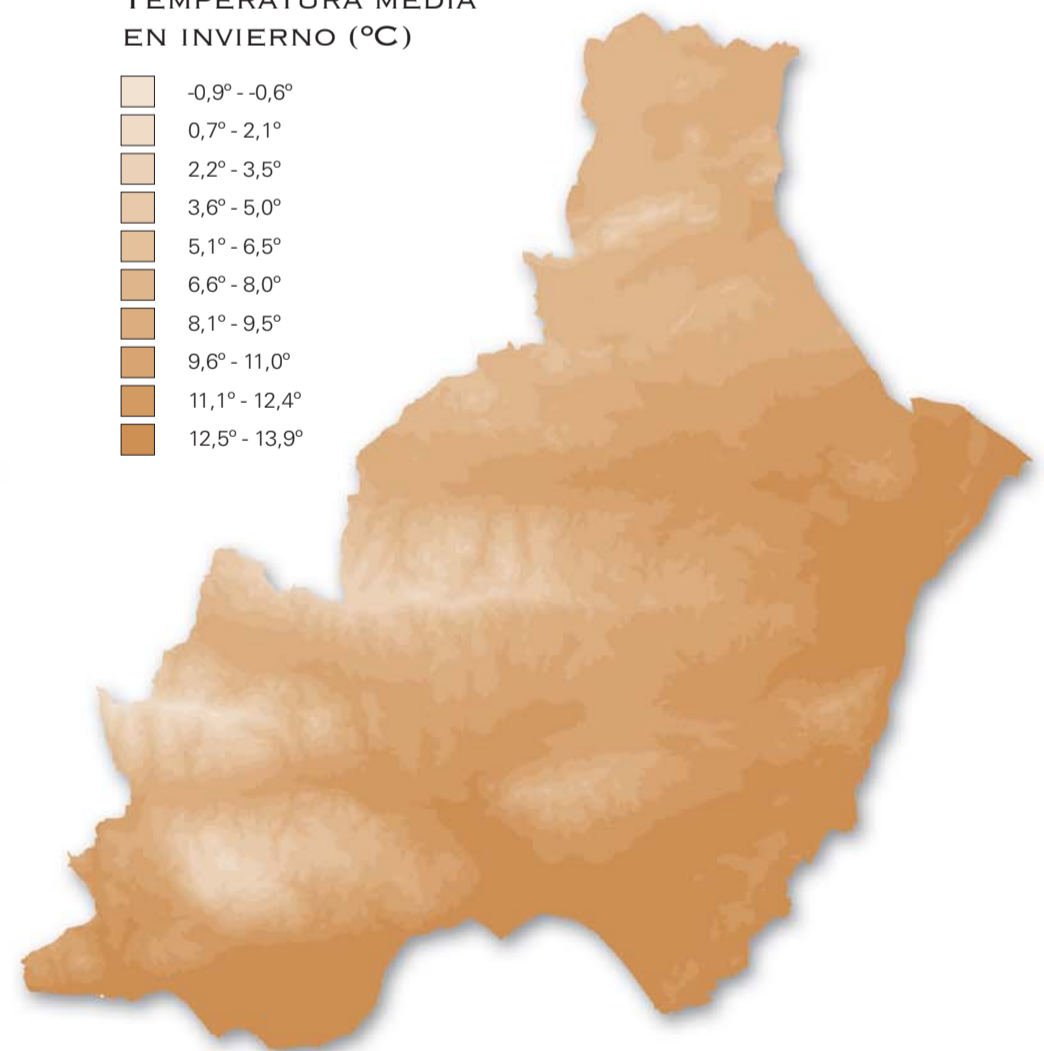 TEMPERATURA MEDIA
EN INVIERNO (ºC)
-0,9º - -0,6º
0,7º - 2,1º
2,2º - 3,5º
3,6º - 5,0º
5,1º - 6,5º
6,6º - 8,0º
8,1º - 9,5º
9,6º - 11,0º
11,1º - 12,4º
12,5º - 13,9º